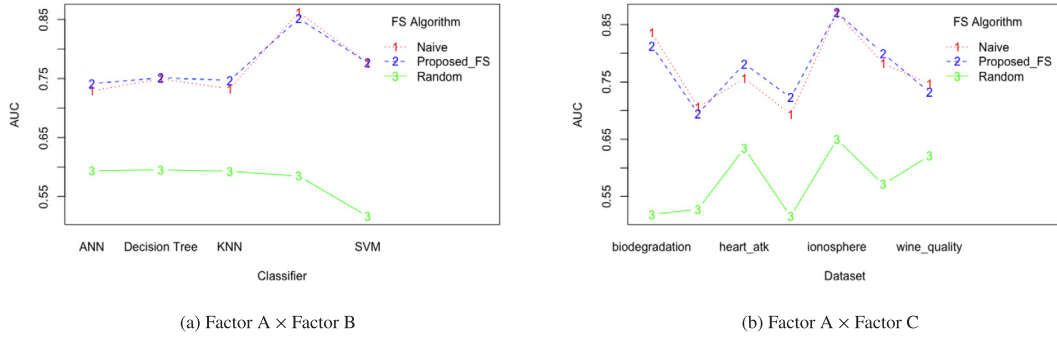 AUC
0.85
0.75
0.65
0.55
FS Algorithm
1 Naive
2 Proposed_FS
3 Random
ANN Decision Tree KNN SVM
Classifier
(a) Factor A × Factor B
AUC
0.85
0.75
0.65
0.55
FS Algorithm
1 Naive
2 Proposed_FS
3 Random
biodegradation heart_atk ionosphere wine_quality
Dataset
(b) Factor A × Factor C